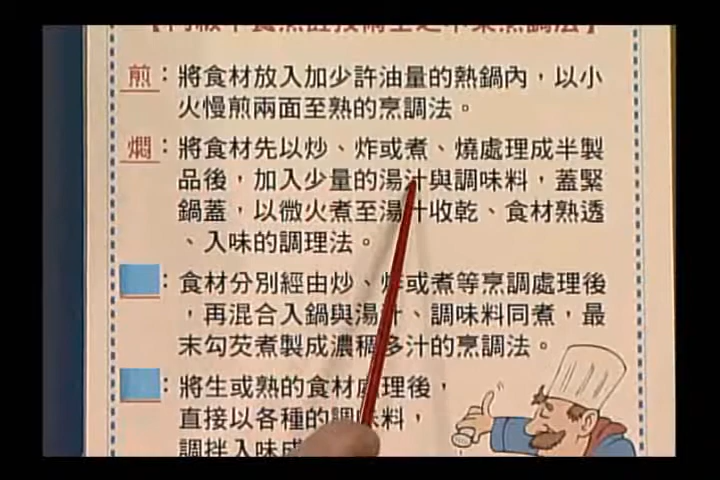 煎：將食材放入加少許油量的熱鍋內，以小
火慢煎兩面至熟的烹調法。
燜：將食材先以炒、炸或煮、燒處理成半製
品後，加入少量的湯汁與調味料，蓋緊
鍋蓋，以微火煮至湯汁收乾、食材熟透
、入味的調理法。
：食材分別經由炒、炸或煮等烹調處理後
，再混合入鍋與湯汁、調味料同煮，最
末勾芡煮製成濃稠多汁的烹調法。
：將生或熟的食材處理後，
直接以各種的調味料，
調拌入味成